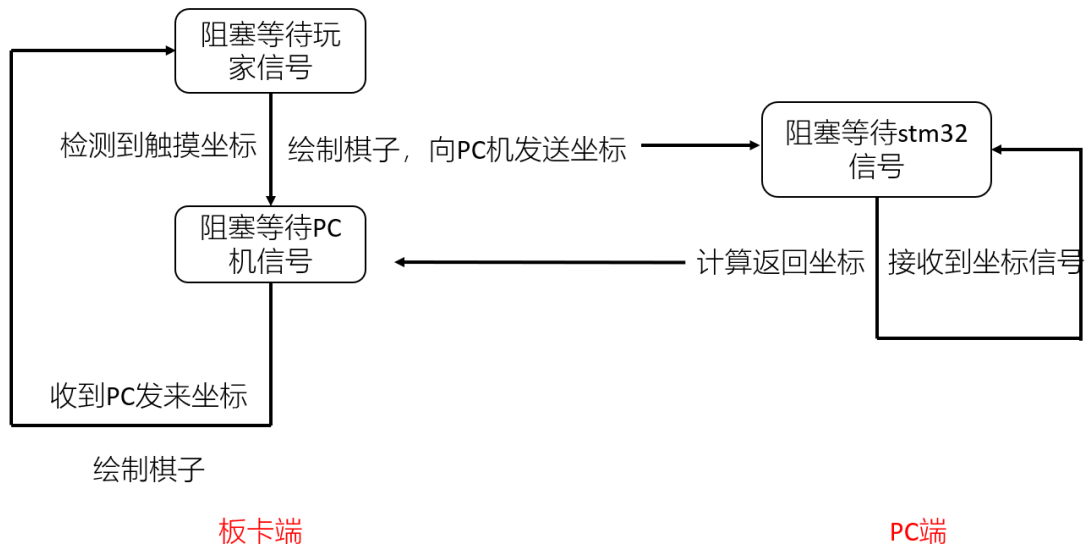 阻塞等待玩
家信号
检测到触摸坐标
绘制棋子，向PC机发送坐标
阻塞等待stm32
信号
阻塞等待PC
机信号
计算返回坐标
接收到坐标信号
收到PC发来坐标
绘制棋子
板卡端
PC端